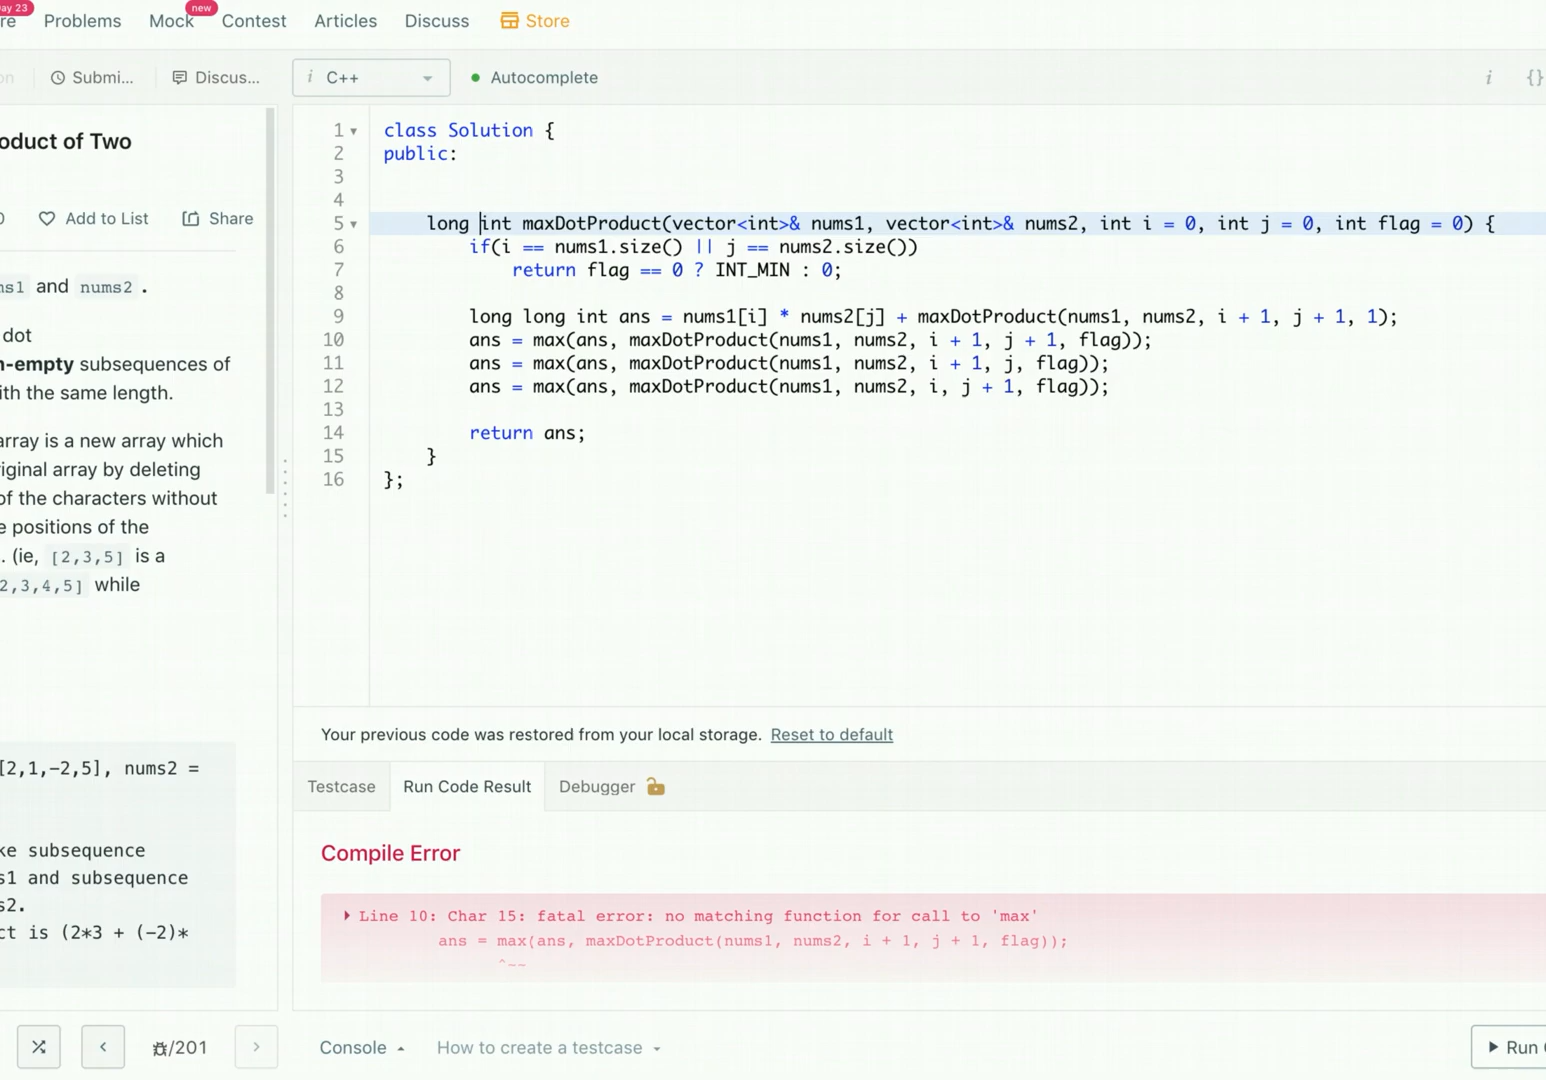 re
ay 23
Problems
Mock
new
Contest
Articles
Discuss
Store
on
Submi...
Discus...
i C++
Autocomplete
i {}
oduct of Two
0
Add to List
Share
ns1 and nums2 .
dot
n-empty subsequences of
ith the same length.
array is a new array which
riginal array by deleting
of the characters without
e positions of the
. (ie, [2,3,5] is a
2,3,4,5] while
[2,1,-2,5], nums2 =
ke subsequence
s1 and subsequence
s2.
ct is (2*3 + (-2)*
1 class Solution {
2 public:
3
4
5 long int maxDotProduct(vector<int>& nums1, vector<int>& nums2, int i = 0, int j = 0, int flag = 0) {
6 if(i == nums1.size() || j == nums2.size())
7 return flag == 0 ? INT_MIN : 0;
8
9 long long int ans = nums1[i] * nums2[j] + maxDotProduct(nums1, nums2, i + 1, j + 1, 1);
10 ans = max(ans, maxDotProduct(nums1, nums2, i + 1, j + 1, flag));
11 ans = max(ans, maxDotProduct(nums1, nums2, i + 1, j, flag));
12 ans = max(ans, maxDotProduct(nums1, nums2, i, j + 1, flag));
13
14 return ans;
15 }
16 };
Your previous code was restored from your local storage. Reset to default
Testcase
Run Code Result
Debugger
Compile Error
Line 10: Char 15: fatal error: no matching function for call to 'max'
ans = max(ans, maxDotProduct(nums1, nums2, i + 1, j + 1, flag));
^~~
/201
Console
How to create a testcase
Run